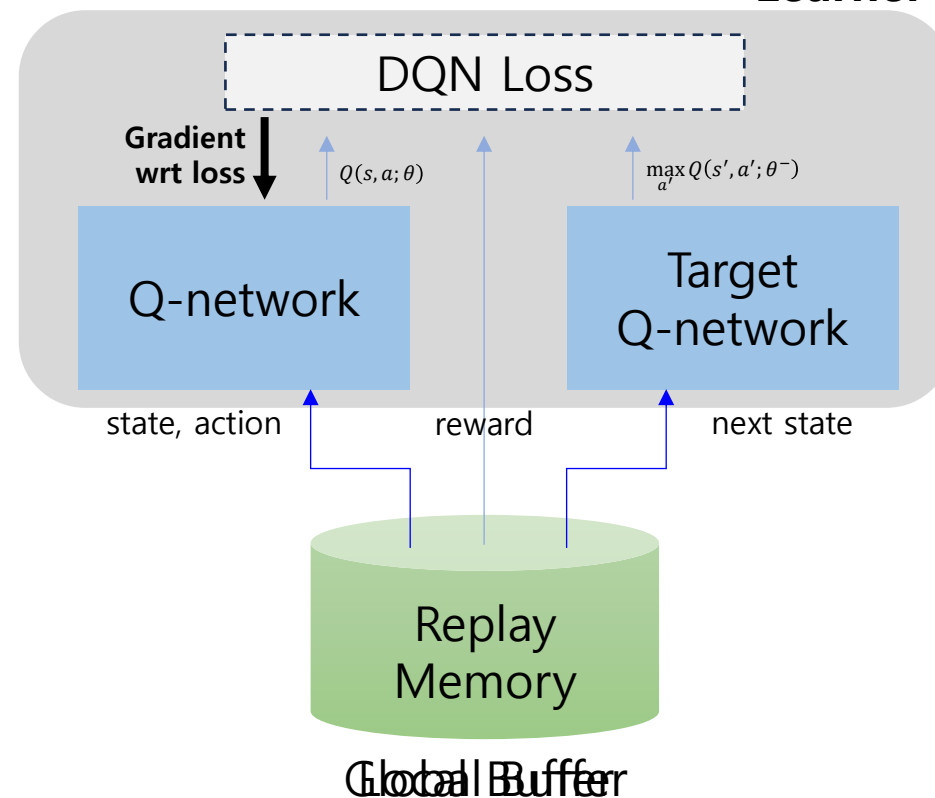 DQN Loss
Gradient
wrt loss
Q(s, a; θ)
max Q(s′, a′; θ⁻)
a′
Q-network
Target
Q-network
state, action
reward
next state
Replay
Memory